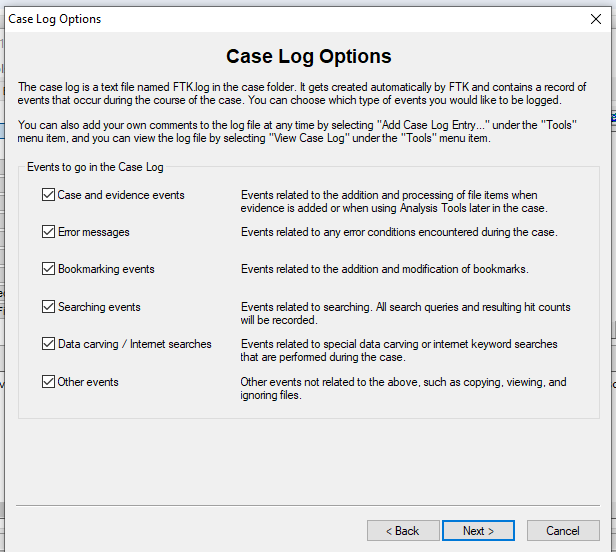 Case Log Options
Case Log Options
The case log is a text file named FTK.log in the case folder. It gets created automatically by FTK and contains a record of
events that occur during the course of the case. You can choose which type of events you would like to be logged.
You can also add your own comments to the log file at any time by selecting "Add Case Log Entry..." under the "Tools"
menu item, and you can view the log file by selecting "View Case Log" under the "Tools" menu item.
Events to go in the Case Log
Case and evidence events
Events related to the addition and processing of file items when
evidence is added or when using Analysis Tools later in the case.
Error messages
Events related to any error conditions encountered during the case.
Bookmarking events
Events related to the addition and modification of bookmarks.
Searching events
Events related to searching. All search queries and resulting hit counts
will be recorded.
Data carving / Internet searches
Events related to special data carving or internet keyword searches
that are performed during the case.
Other events
Other events not related to the above, such as copying, viewing, and
ignoring files.
< Back
Next >
Cancel